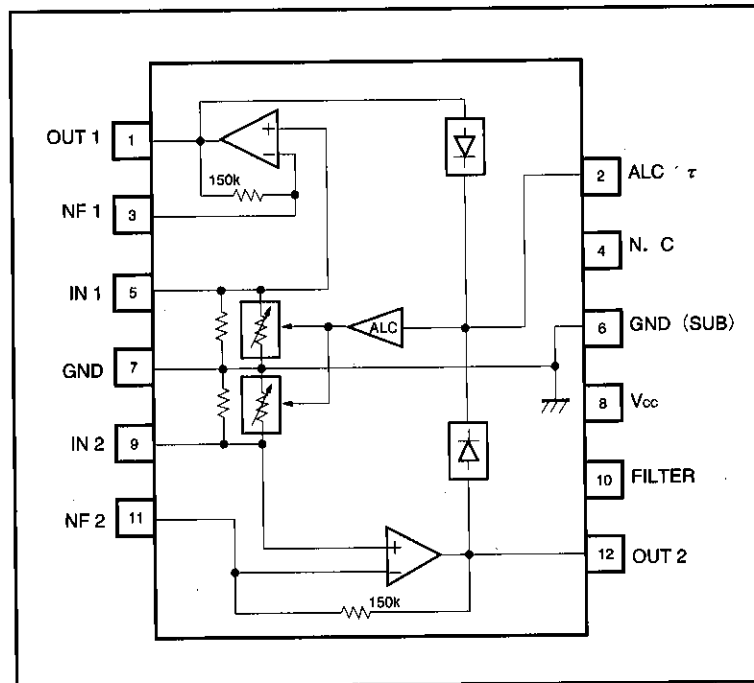 OUT 1
1
NF 1
3
IN 1
5
GND
7
IN 2
9
NF 2
11
+
−
150k
ALC
+
−
150k
2
ALC τ
4
N. C
6
GND (SUB)
8
Vcc
10
FILTER
12
OUT 2